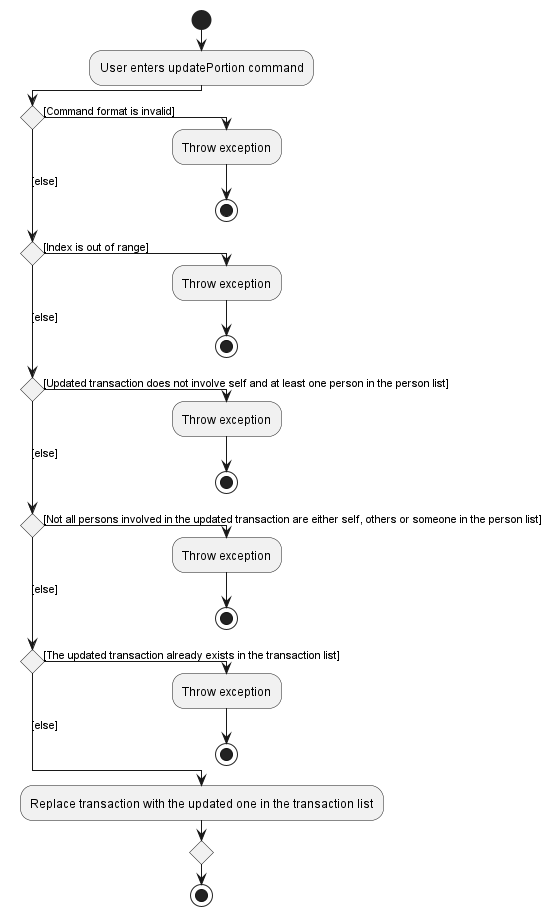 User enters updatePortion command
[Command format is invalid]
Throw exception
[else]
[Index is out of range]
Throw exception
[else]
[Updated transaction does not involve self and at least one person in the person list]
Throw exception
[else]
[Not all persons involved in the updated transaction are either self, others or someone in the person list]
Throw exception
[else]
[The updated transaction already exists in the transaction list]
Throw exception
[else]
Replace transaction with the updated one in the transaction list